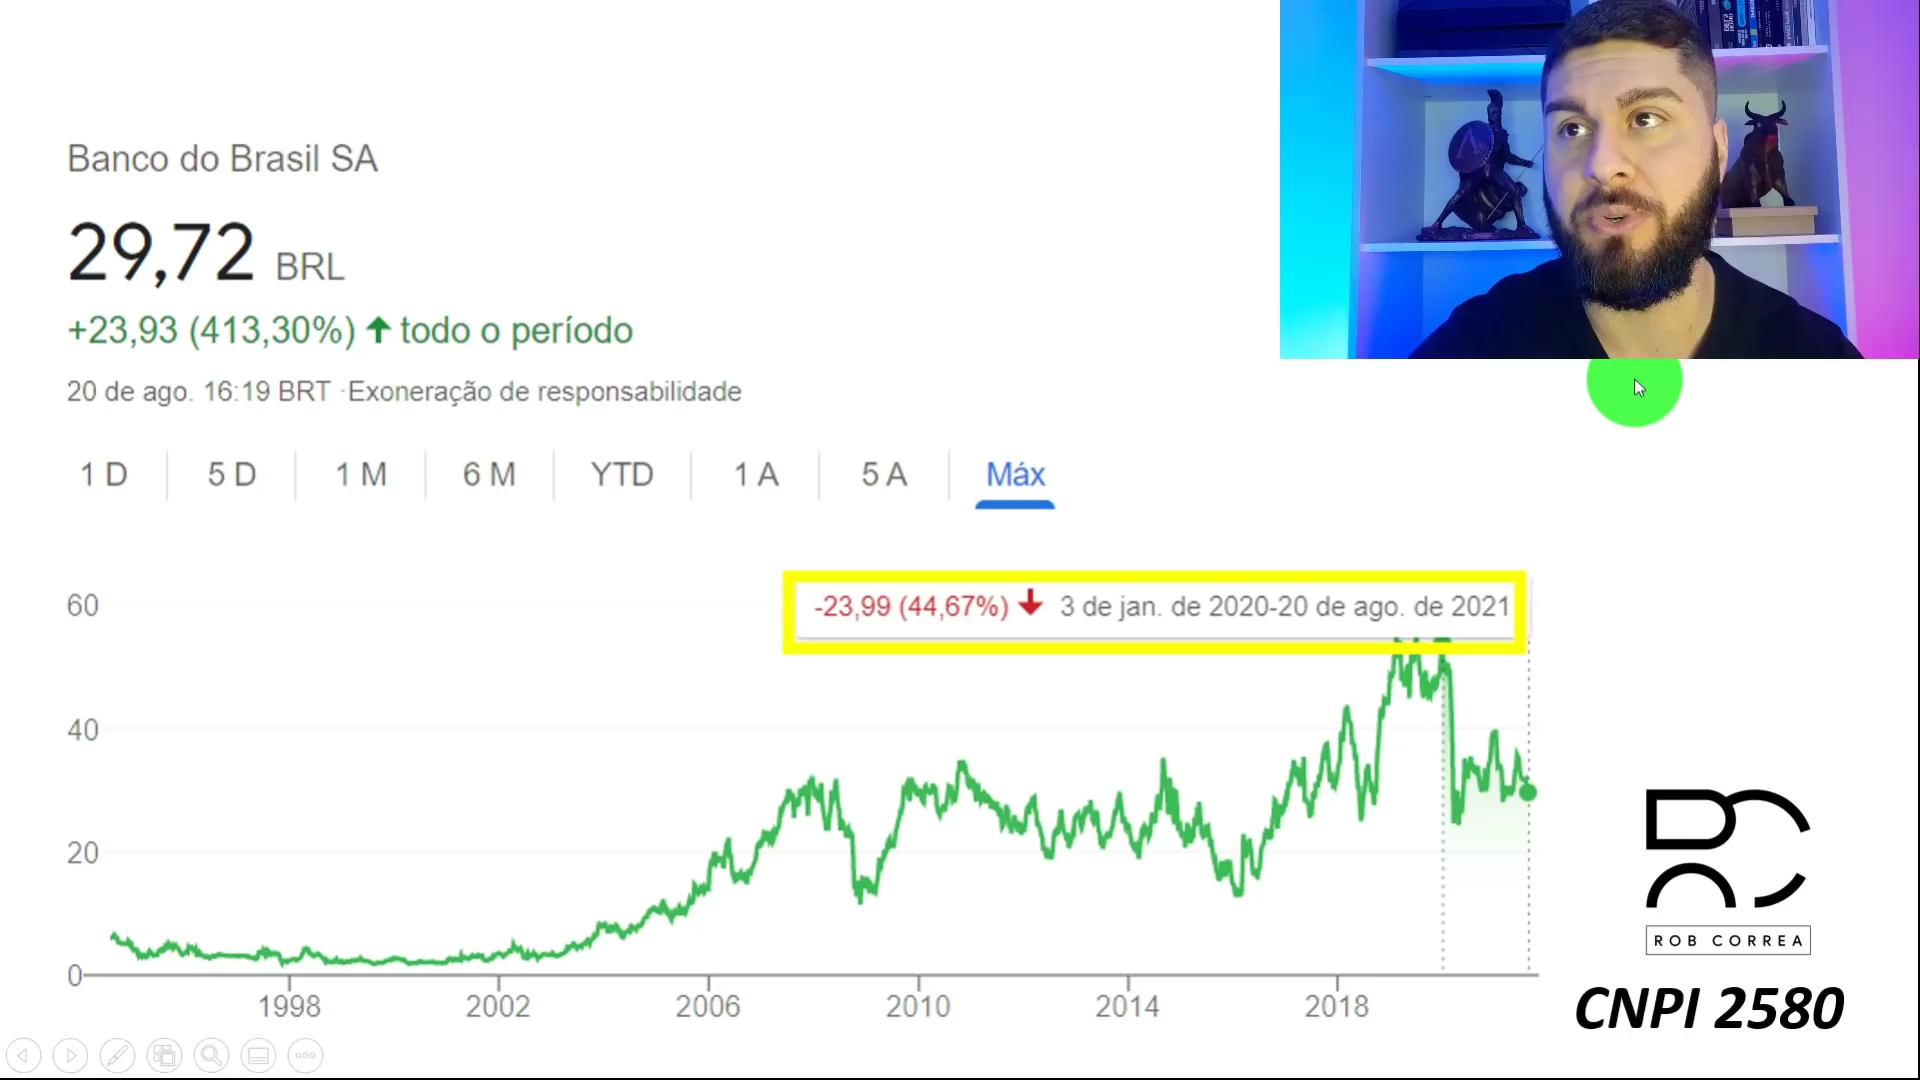 Banco do Brasil SA
29,72 BRL
+23,93 (413,30%) ↑ todo o período
20 de ago. 16:19 BRT ·Exoneração de responsabilidade
1 D 5 D 1 M 6 M YTD 1 A 5 A Máx
-23,99 (44,67%) ↓ 3 de jan. de 2020-20 de ago. de 2021
60
40
20
0
1998 2002 2006 2010 2014 2018
ROB CORREA
CNPI 2580